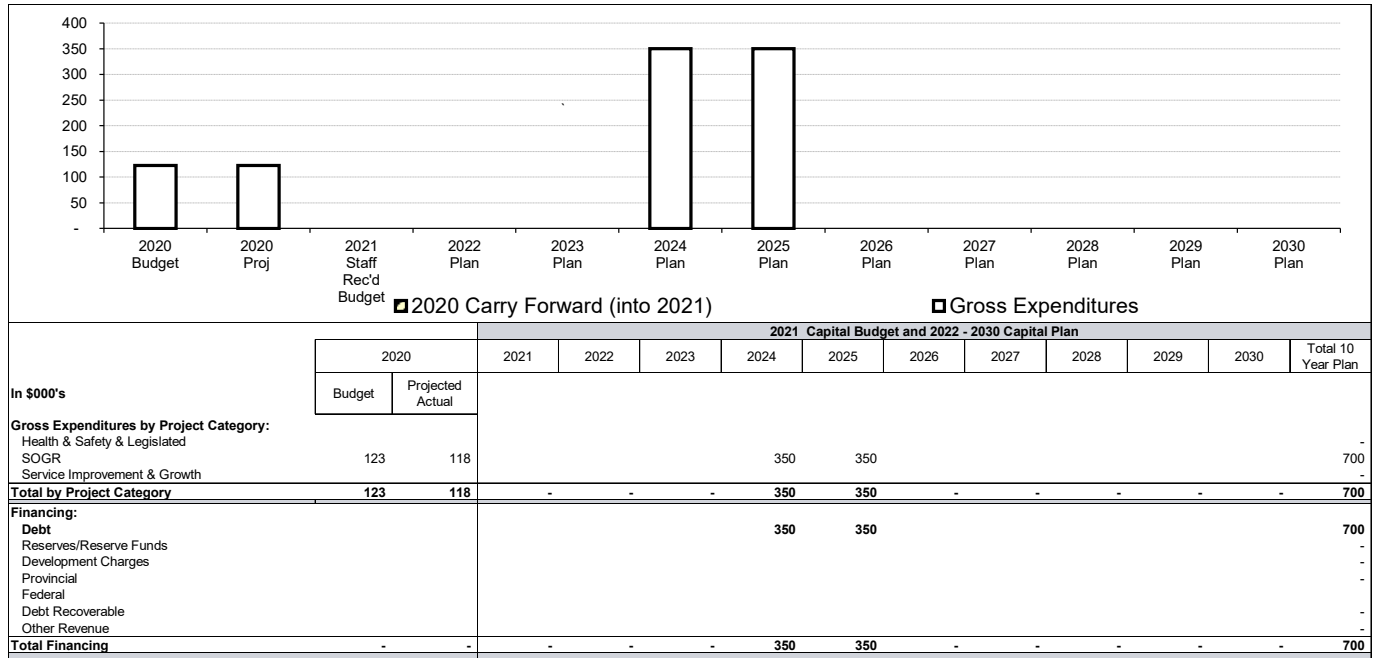 400
350
300
250
200
150
100
50
-
2020 2020 2021 2022 2023 2024 2025 2026 2027 2028 2029 2030
Budget Proj Staff Plan Plan Plan Plan Plan Plan Plan Plan Plan
Rec'd
Budget
2020 Carry Forward (into 2021) Gross Expenditures
2021 Capital Budget and 2022 - 2030 Capital Plan
2020 2021 2022 2023 2024 2025 2026 2027 2028 2029 2030 Total 10
Year Plan
In $000's Budget Projected
Actual
Gross Expenditures by Project Category:
Health & Safety & Legislated -
SOGR 123 118 350 350 700
Service Improvement & Growth -
Total by Project Category 123 118 - - - 350 350 - - - - - 700
Financing:
Debt 350 350 700
Reserves/Reserve Funds -
Development Charges -
Provincial -
Federal
Debt Recoverable -
Other Revenue -
Total Financing - - - - - 350 350 - - - - - 700